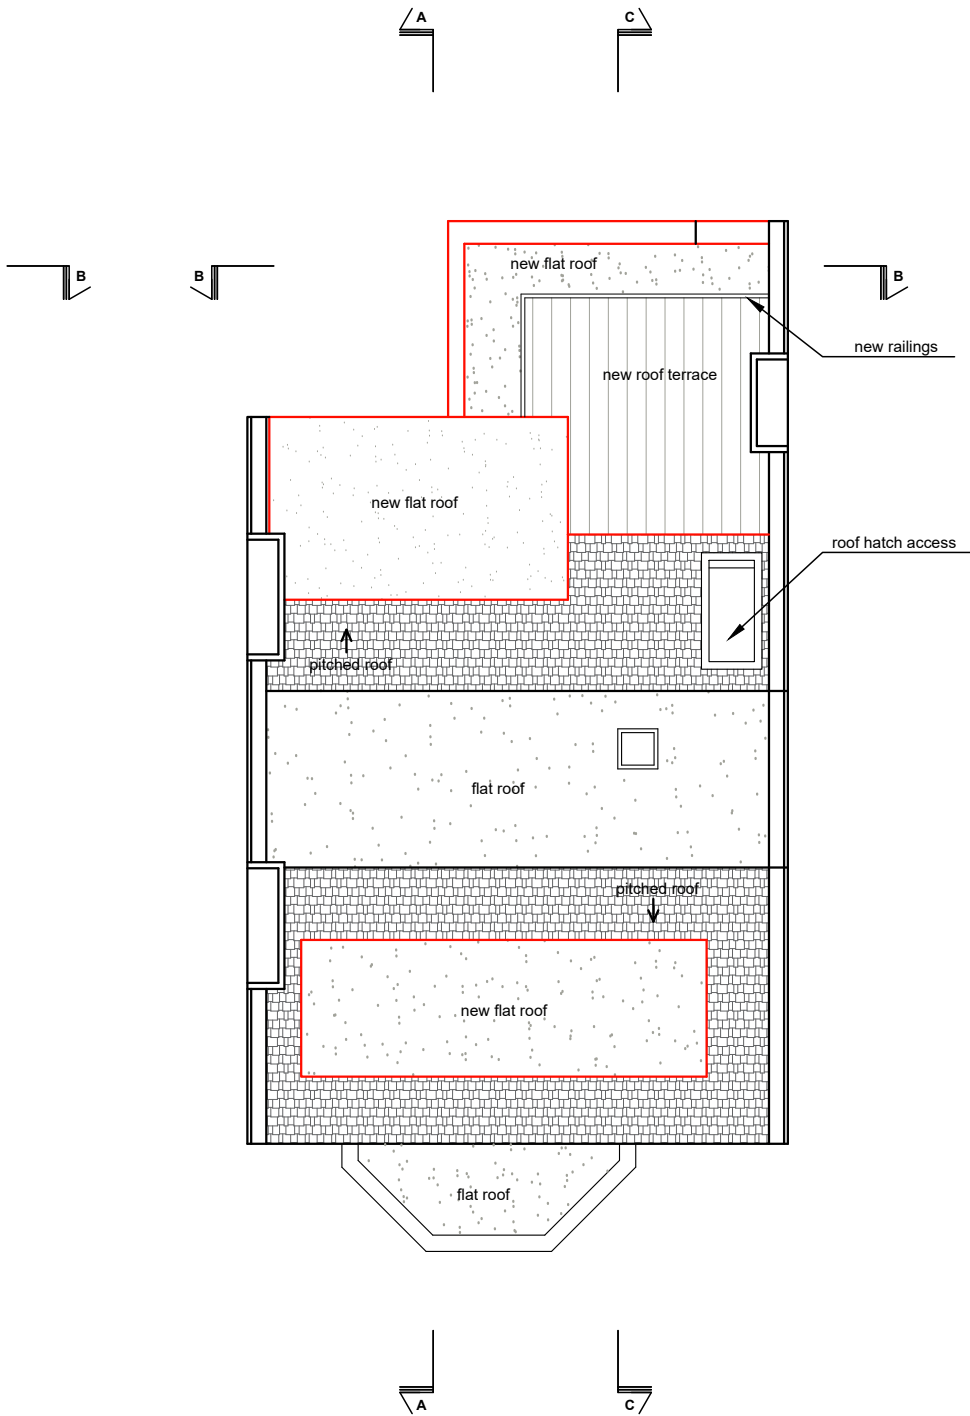 A
C
new flat roof
B
B
B
new railings
new roof terrace
new flat roof
roof hatch access
pitched roof
flat roof
pitched roof
new flat roof
flat roof
A
C